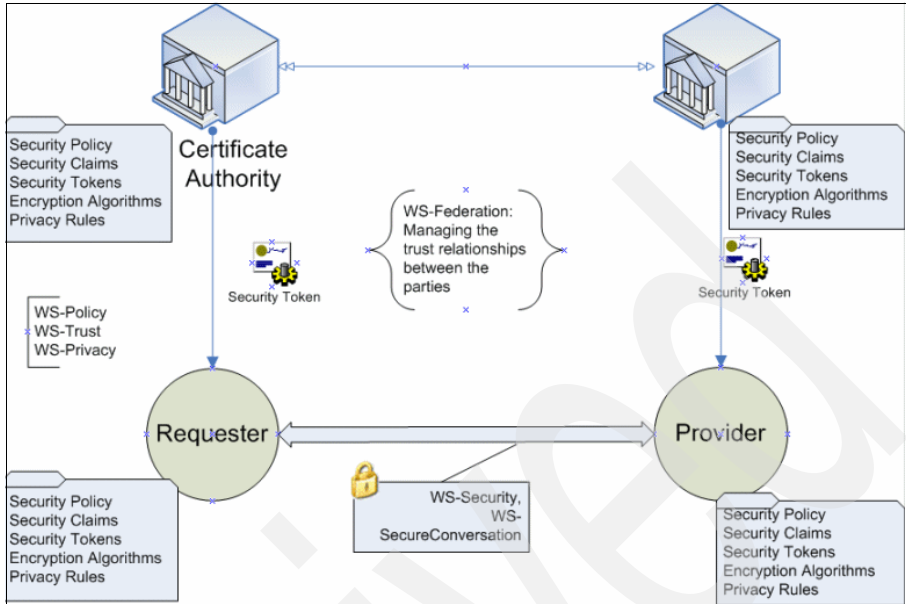 Security Policy
Security Claims
Security Tokens
Encryption Algorithms
Privacy Rules
Certificate
Authority
Security Policy
Security Claims
Security Tokens
Encryption Algorithms
Privacy Rules
WS-Federation:
Managing the
trust relationships
between the
parties
Security Token
Security Token
WS-Policy
WS-Trust
WS-Privacy
Requester
Provider
WS-Security,
WS-
SecureConversation
Security Policy
Security Claims
Security Tokens
Encryption Algorithms
Privacy Rules
Security Policy
Security Claims
Security Tokens
Encryption Algorithms
Privacy Rules